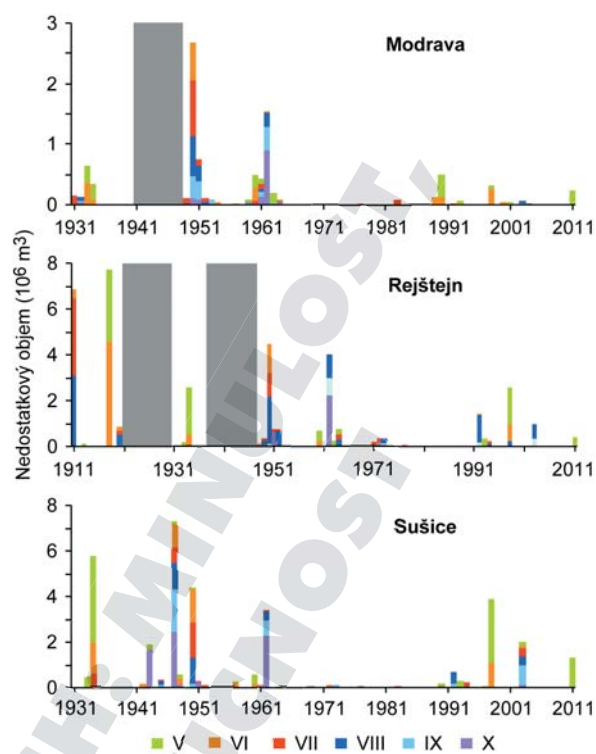 Nedostatkový objem (10⁶ m³)
Modrava
3
2
1
0
1931 1941 1951 1961 1971 1981 1991 2001 2011
Rejštejn
8
6
4
2
0
1911 1931 1951 1971 1991 2011
Sušice
8
6
4
2
0
1931 1941 1951 1961 1971 1981 1991 2001 2011
V VI VII VIII IX X
MINULOST,